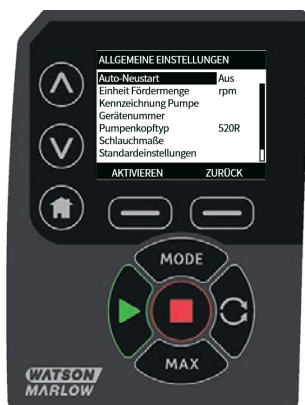 ALLGEMEINE EINSTELLUNGEN
Auto-Neustart Aus
Einheit Fördermenge rpm
Kennzeichnung Pumpe
Gerätenummer
Pumpenkopftyp 520R
Schlauchmaße
Standardeinstellungen
AKTIVIEREN ZURÜCK
MODE
MAX
WATSON
MARLOW